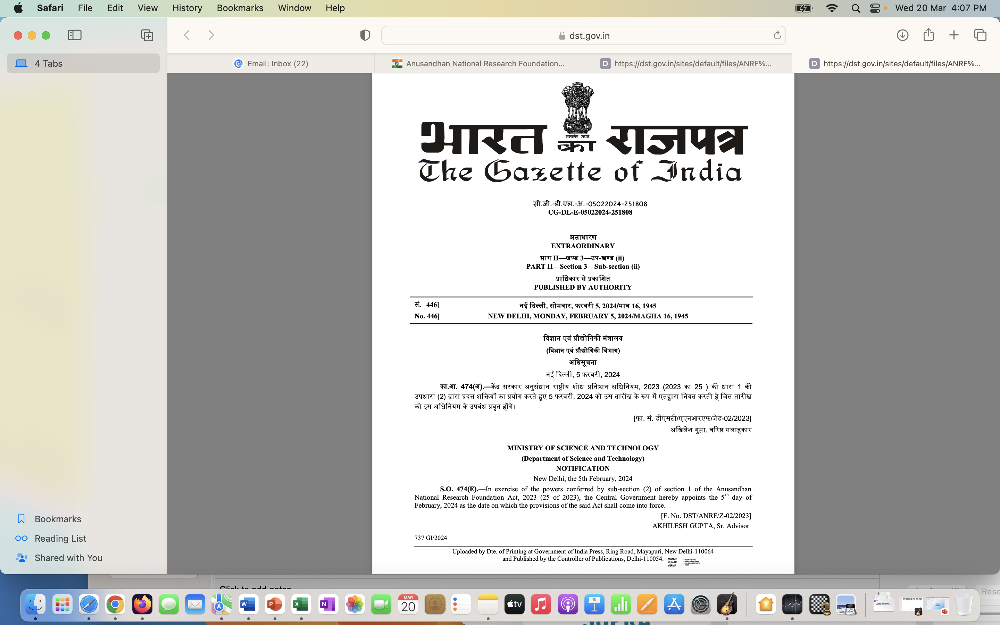 Safari File Edit View History Bookmarks Window Help Wed 20 Mar 4:07 PM
dst.gov.in
4 Tabs
Email: Inbox (22)
Anusandhan National Research Foundation...
D https://dst.gov.in/sites/default/files/ANRF%...
D https://dst.gov.in/sites/default/files/ANRF%...
सत्यमेव जयते
भारत का राजपत्र
The Gazette of India
सी.जी.-डी.एल.-अ.-05022024-251808
CG-DL-E-05022024-251808
असाधारण
EXTRAORDINARY
भाग II—खण्ड 3—उप-खण्ड (ii)
PART II—Section 3—Sub-section (ii)
प्राधिकार से प्रकाशित
PUBLISHED BY AUTHORITY
सं. 446] नई दिल्ली, सोमवार, फरवरी 5, 2024/माघ 16, 1945
No. 446] NEW DELHI, MONDAY, FEBRUARY 5, 2024/MAGHA 16, 1945
विज्ञान एवं प्रौद्योगिकी मंत्रालय
(विज्ञान एवं प्रौद्योगिकी विभाग)
अधिसूचना
नई दिल्ली, 5 फरवरी, 2024
का.आ. 474(अ).—केंद्र सरकार अनुसंधान राष्ट्रीय शोध प्रतिष्ठान अधिनियम, 2023 (2023 का 25 ) की धारा 1 की
उपधारा (2) द्वारा प्रदत्त शक्तियों का प्रयोग करते हुए 5 फरवरी, 2024 को उस तारीख के रूप में एतद्वारा नियत करती है जिस तारीख
को इस अधिनियम के उपबंध प्रवृत होंगे।
[फा. सं. डीएसटी/एएनआरएफ/जेड-02/2023]
अखिलेश गुप्ता, वरिष्ठ सलाहकार
MINISTRY OF SCIENCE AND TECHNOLOGY
(Department of Science and Technology)
NOTIFICATION
New Delhi, the 5th February, 2024
S.O. 474(E).—In exercise of the powers conferred by sub-section (2) of section 1 of the Anusandhan
National Research Foundation Act, 2023 (25 of 2023), the Central Government hereby appoints the 5th day of
February, 2024 as the date on which the provisions of the said Act shall come into force.
[F. No. DST/ANRF/Z-02/2023]
AKHILESH GUPTA, Sr. Advisor
737 GI/2024
Uploaded by Dte. of Printing at Government of India Press, Ring Road, Mayapuri, New Delhi-110064
and Published by the Controller of Publications, Delhi-110054.
MANOJ
KUMAR
VERMA
Bookmarks
Reading List
Shared with You
Click to add notes
MAR
20
tv